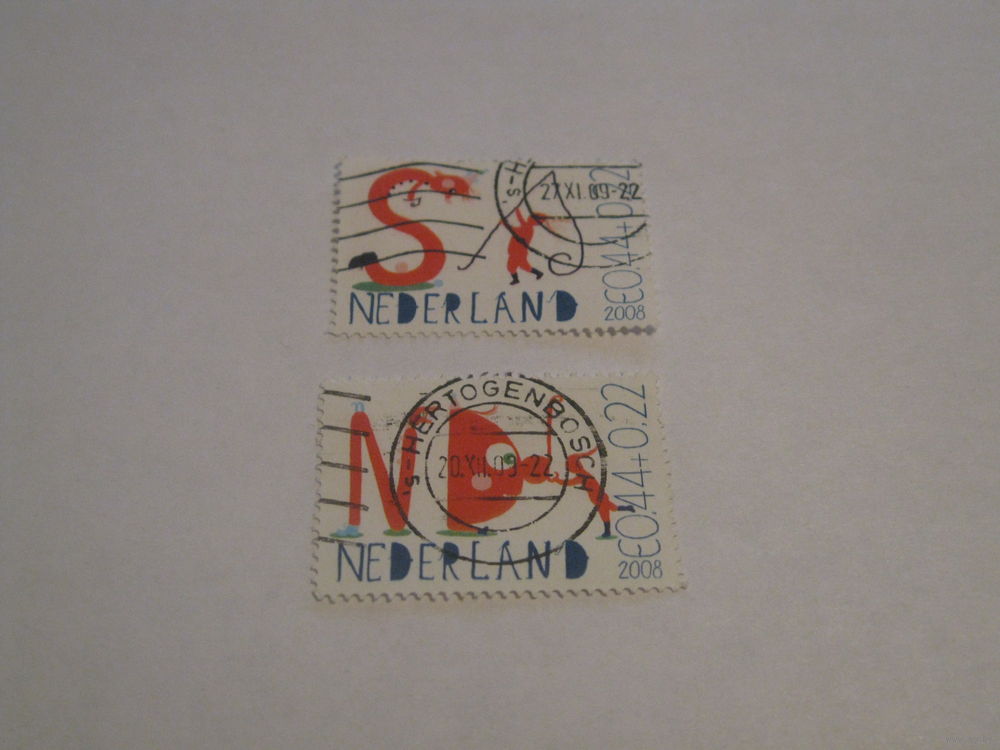 S
H-s.
27.XI.09-22
€0.44+0.22
NEDERLAND
2008
's-HERTOGENBOSCH
ND
20.XII.09-22
€0.44+0.22
NEDERLAND
2008